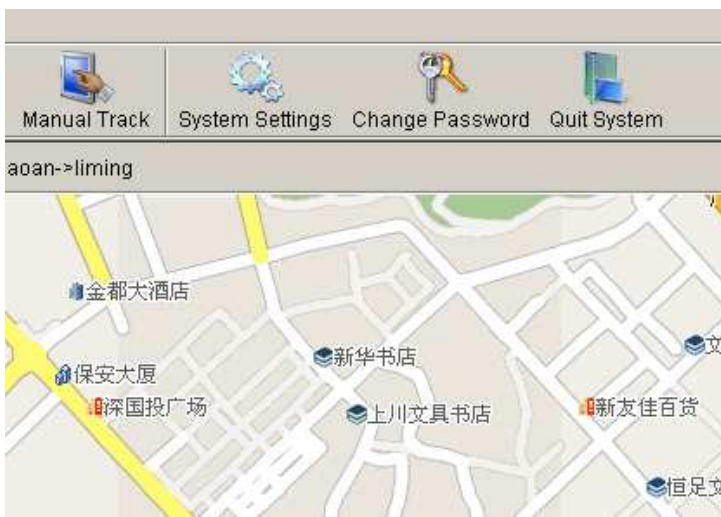 Manual Track
System Settings
Change Password
Quit System
aoan->liming
金都大酒店
新华书店
文
保安大厦
深国投广场
上川文具书店
新友佳百货
恒足文